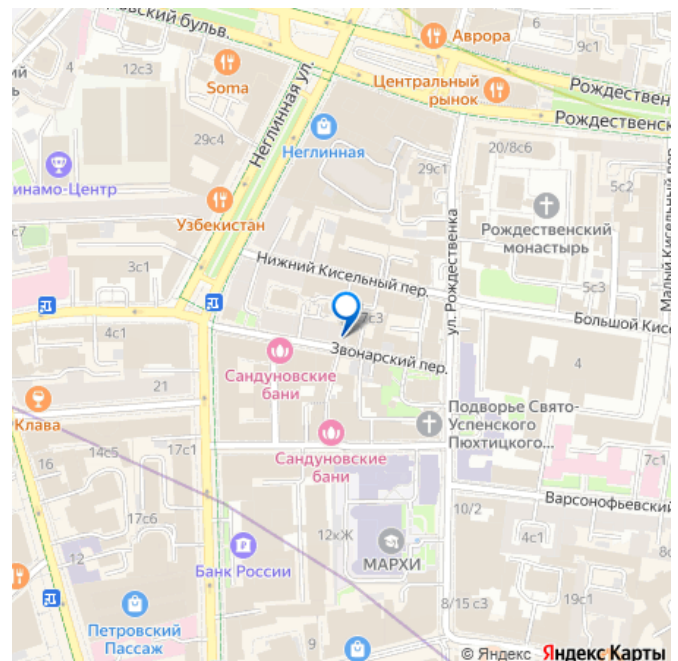 овский бульв.
6
Аврора
9с1
ий
4
12с3
Soma
Центральный
рынок
Рождествен
Рождественск
Неглинная ул.
29с4
Неглинная
29с1
20/8с6
5с2
инамо-Центр
Узбекистан
Рождественский
монастырь
Малый Кисельный пер.
с7
3с1
Нижний Кисельный пер.
ул. Рождественка
7с3
Большой Кисе
4с1
Звонарский пер.
4
Сандуновские
бани
21
Клава
Подворье Свято-
Успенского
Пюхтицкого...
16
14с5
17с1
Сандуновские
бани
7с1
Варсонофьевский
17с6
12кЖ
10/2
4с1
8с
12
Банк России
МАРХИ
Петровский
Пассаж
9
8/15 с3
19с1
© Яндекс Яндекс Карты